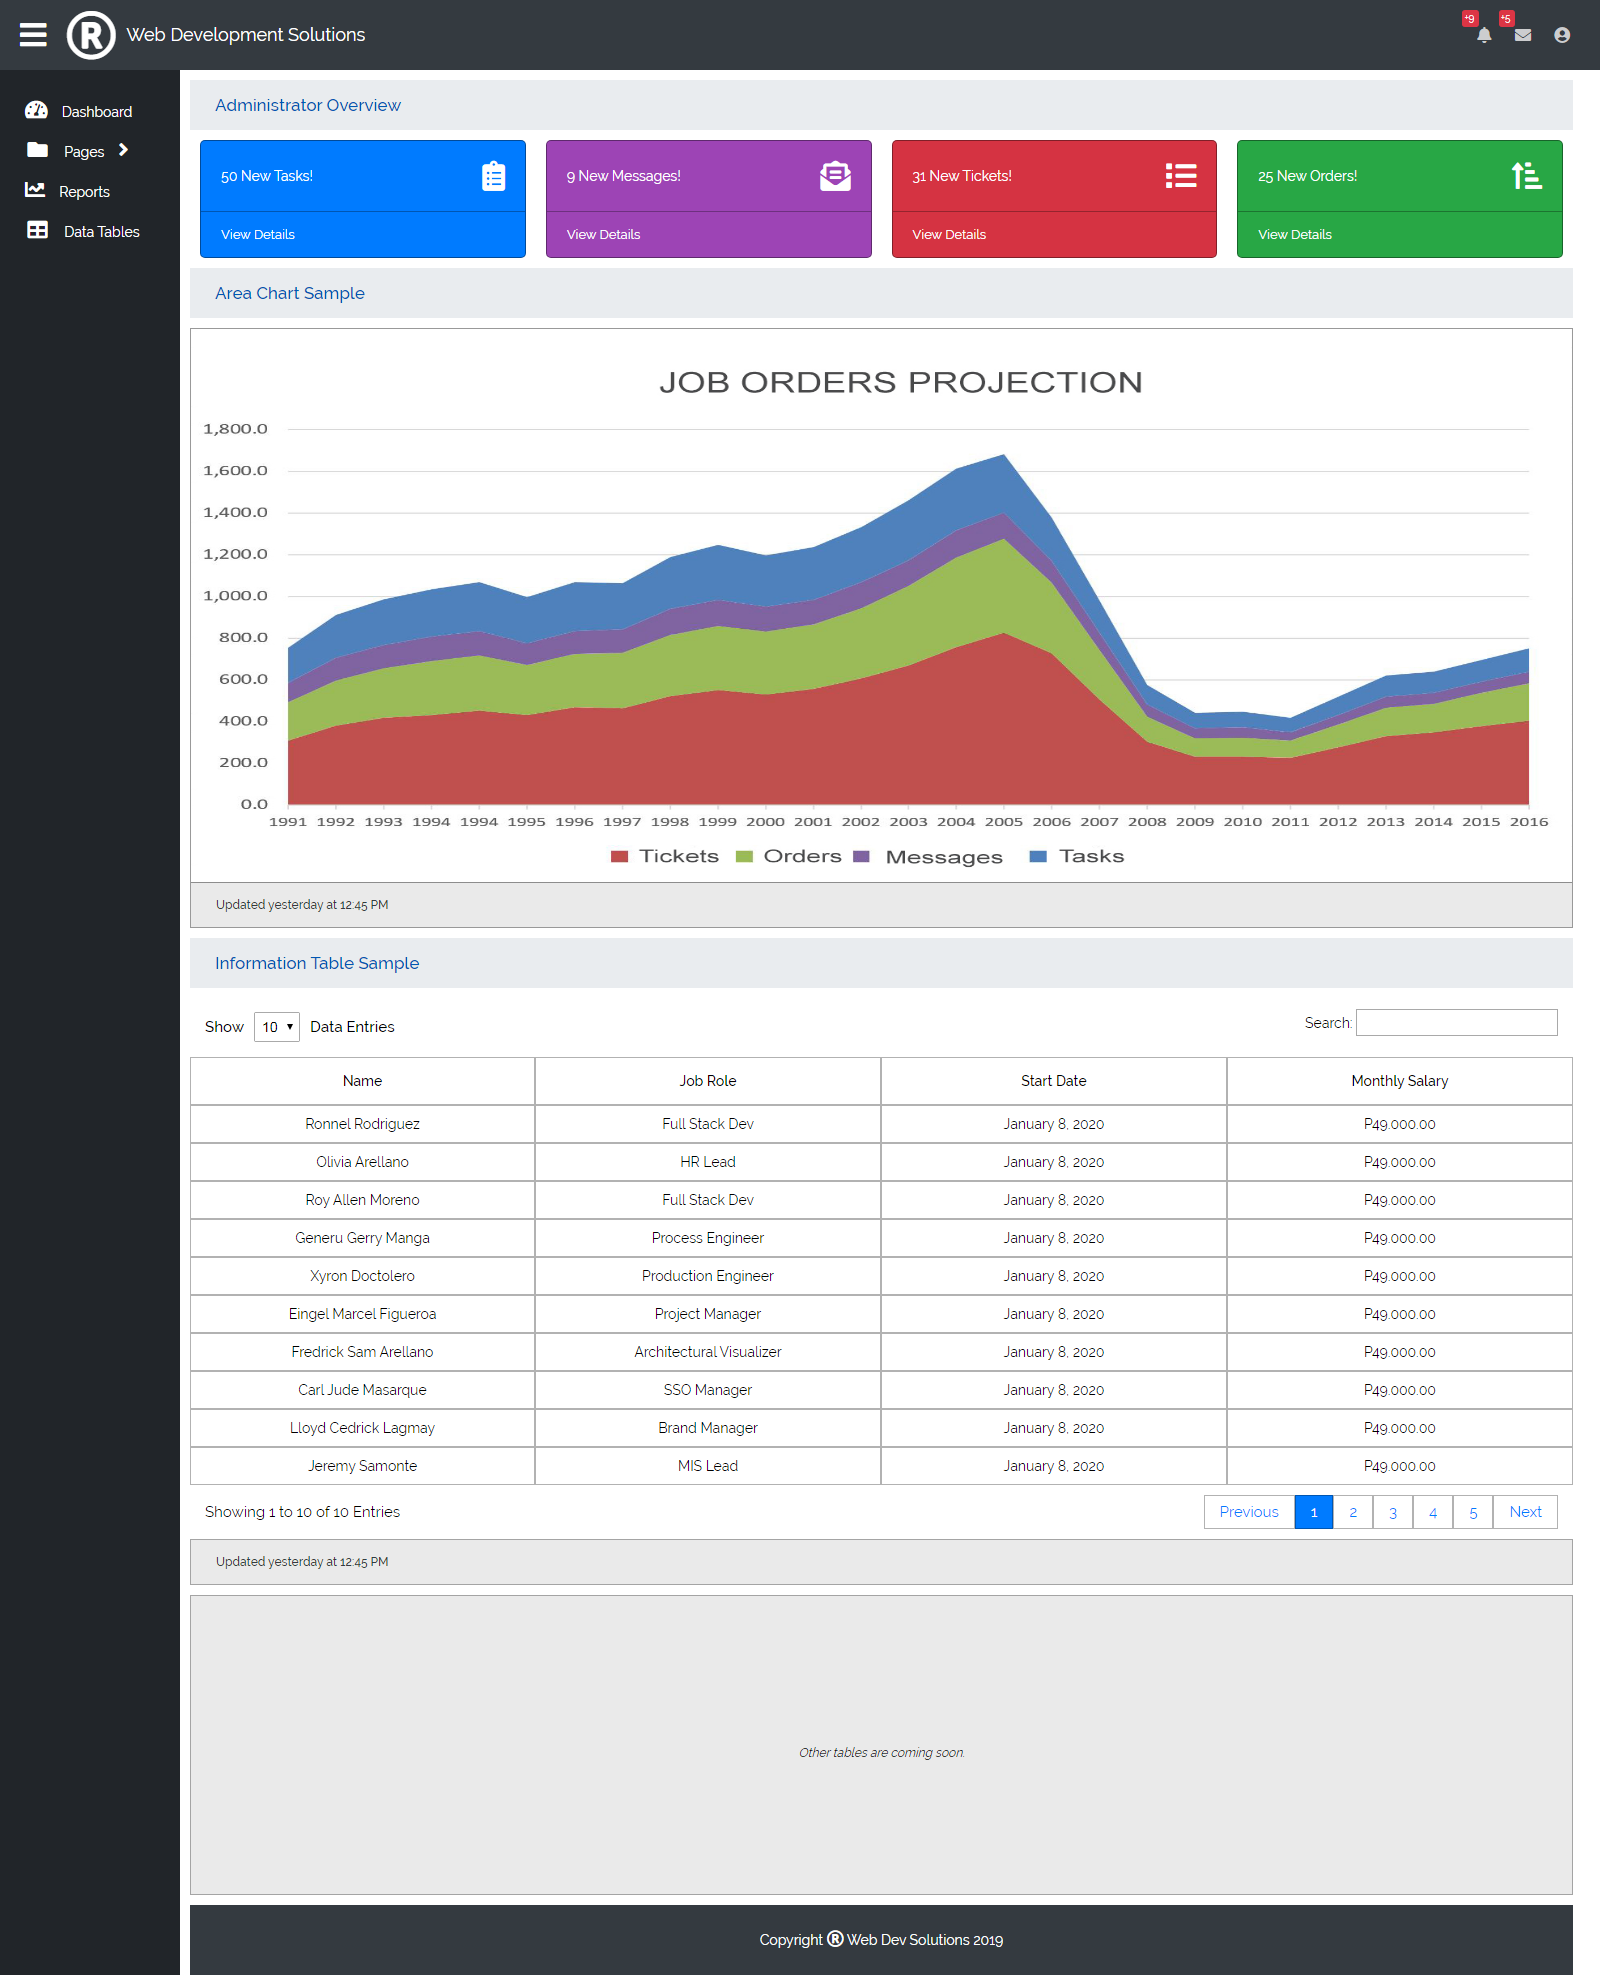 ® Web Development Solutions
+9 +5
Dashboard
Pages
Reports
Data Tables
Administrator Overview
50 New Tasks! 9 New Messages! 31 New Tickets! 25 New Orders!
View Details View Details View Details View Details
Area Chart Sample
JOB ORDERS PROJECTION
1,800.0
1,600.0
1,400.0
1,200.0
1,000.0
800.0
600.0
400.0
200.0
0.0
1991 1992 1993 1994 1994 1995 1996 1997 1998 1999 2000 2001 2002 2003 2004 2005 2006 2007 2008 2009 2010 2011 2012 2013 2014 2015 2016
Tickets Orders Messages Tasks
Updated yesterday at 12:45 PM
Information Table Sample
Show 10 Data Entries Search:
Name Job Role Start Date Monthly Salary
Ronnel Rodriguez Full Stack Dev January 8, 2020 P49.000.00
Olivia Arellano HR Lead January 8, 2020 P49.000.00
Roy Allen Moreno Full Stack Dev January 8, 2020 P49.000.00
Generu Gerry Manga Process Engineer January 8, 2020 P49.000.00
Xyron Doctolero Production Engineer January 8, 2020 P49.000.00
Eingel Marcel Figueroa Project Manager January 8, 2020 P49.000.00
Fredrick Sam Arellano Architectural Visualizer January 8, 2020 P49.000.00
Carl Jude Masarque SSO Manager January 8, 2020 P49.000.00
Lloyd Cedrick Lagmay Brand Manager January 8, 2020 P49.000.00
Jeremy Samonte MIS Lead January 8, 2020 P49.000.00
Showing 1 to 10 of 10 Entries Previous 1 2 3 4 5 Next
Updated yesterday at 12:45 PM
Other tables are coming soon.
Copyright ® Web Dev Solutions 2019